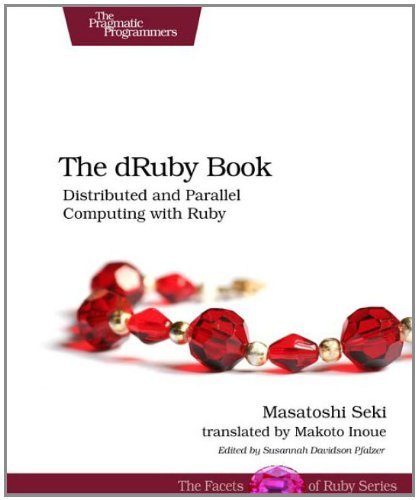 The
Pragmatic
Programmers
The dRuby Book
Distributed and Parallel
Computing with Ruby
Masatoshi Seki
translated by Makoto Inoue
Edited by Susannah Davidson Pfalzer
The Facets of Ruby Series